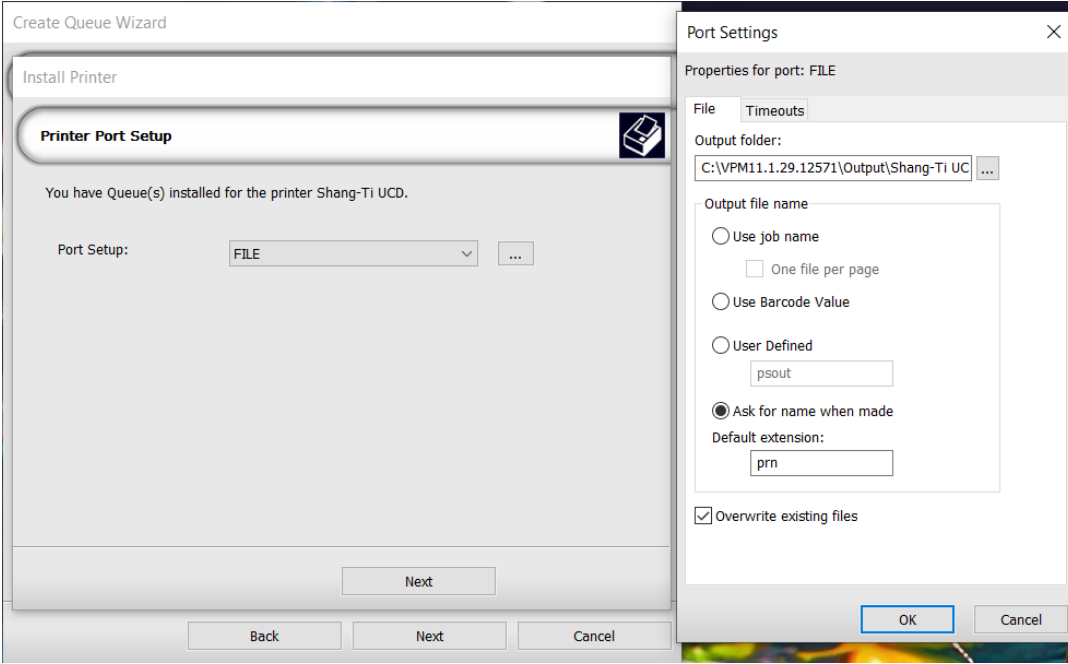 Create Queue Wizard
Install Printer
Printer Port Setup
You have Queue(s) installed for the printer Shang-Ti UCD.
Port Setup:
FILE
...
Next
Back
Next
Cancel
Port Settings
Properties for port: FILE
File
Timeouts
Output folder:
C:\VPM11.1.29.12571\Output\Shang-Ti UC
...
Output file name
Use job name
One file per page
Use Barcode Value
User Defined
psout
Ask for name when made
Default extension:
prn
Overwrite existing files
OK
Cancel